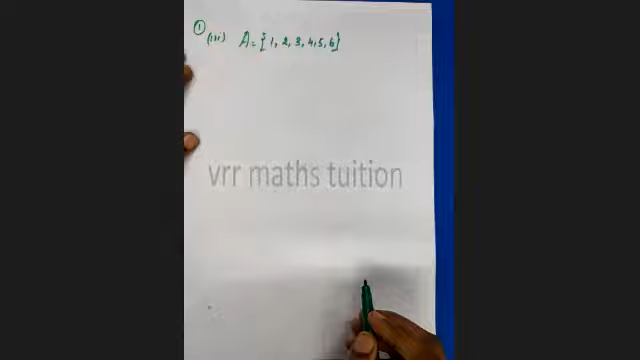 ①
(iii) A = {1, 2, 3, 4, 5, 6}
vrr maths tuition